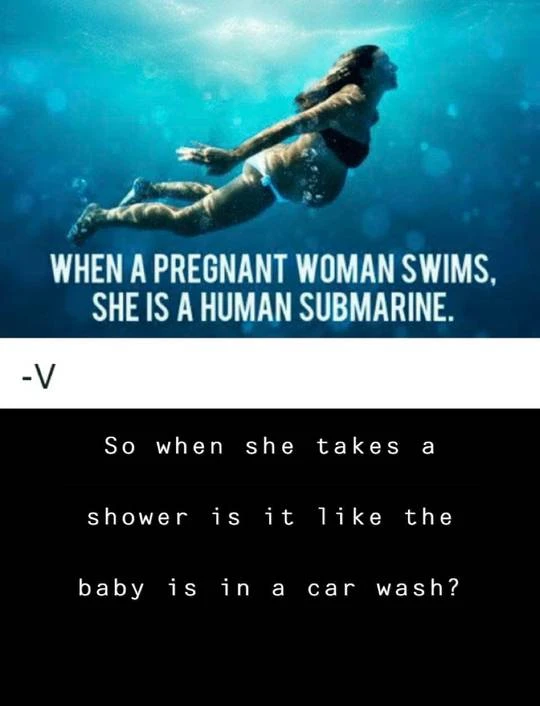 WHEN A PREGNANT WOMAN SWIMS,
SHE IS A HUMAN SUBMARINE.
-V
So when she takes a
shower is it like the
baby is in a car wash?